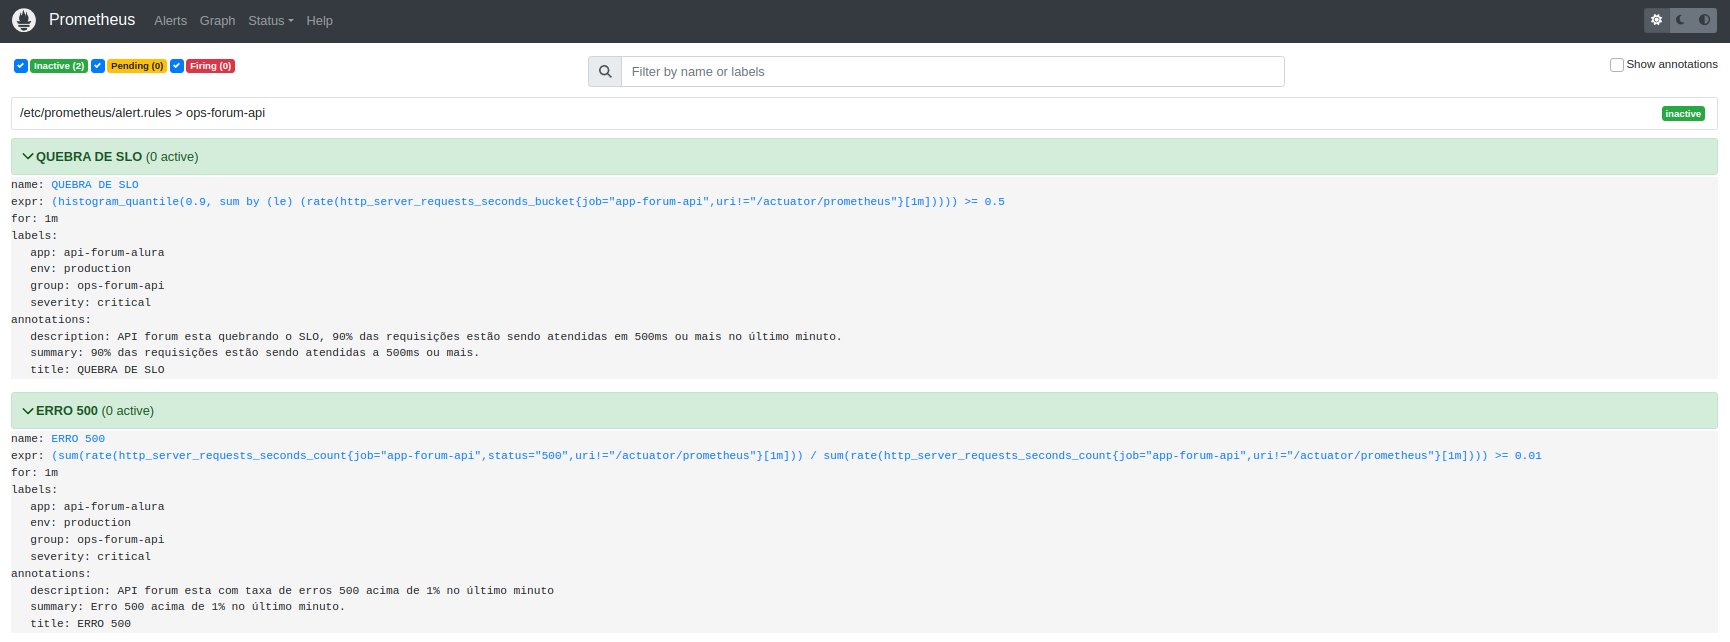 Prometheus Alerts Graph Status Help
Inactive (2) Pending (0) Firing (0) Filter by name or labels Show annotations
/etc/prometheus/alert.rules > ops-forum-api inactive
QUEBRA DE SLO (0 active)
name: QUEBRA DE SLO
expr: (histogram_quantile(0.9, sum by (le) (rate(http_server_requests_seconds_bucket{job="app-forum-api",uri!="/actuator/prometheus"}[1m])))) >= 0.5
for: 1m
labels:
app: api-forum-alura
env: production
group: ops-forum-api
severity: critical
annotations:
description: API forum esta quebrando o SLO, 90% das requisições estão sendo atendidas em 500ms ou mais no último minuto.
summary: 90% das requisições estão sendo atendidas a 500ms ou mais.
title: QUEBRA DE SLO
ERRO 500 (0 active)
name: ERRO 500
expr: (sum(rate(http_server_requests_seconds_count{job="app-forum-api",status="500",uri!="/actuator/prometheus"}[1m])) / sum(rate(http_server_requests_seconds_count{job="app-forum-api",uri!="/actuator/prometheus"}[1m]))) >= 0.01
for: 1m
labels:
app: api-forum-alura
env: production
group: ops-forum-api
severity: critical
annotations:
description: API forum esta com taxa de erros 500 acima de 1% no último minuto
summary: Erro 500 acima de 1% no último minuto.
title: ERRO 500